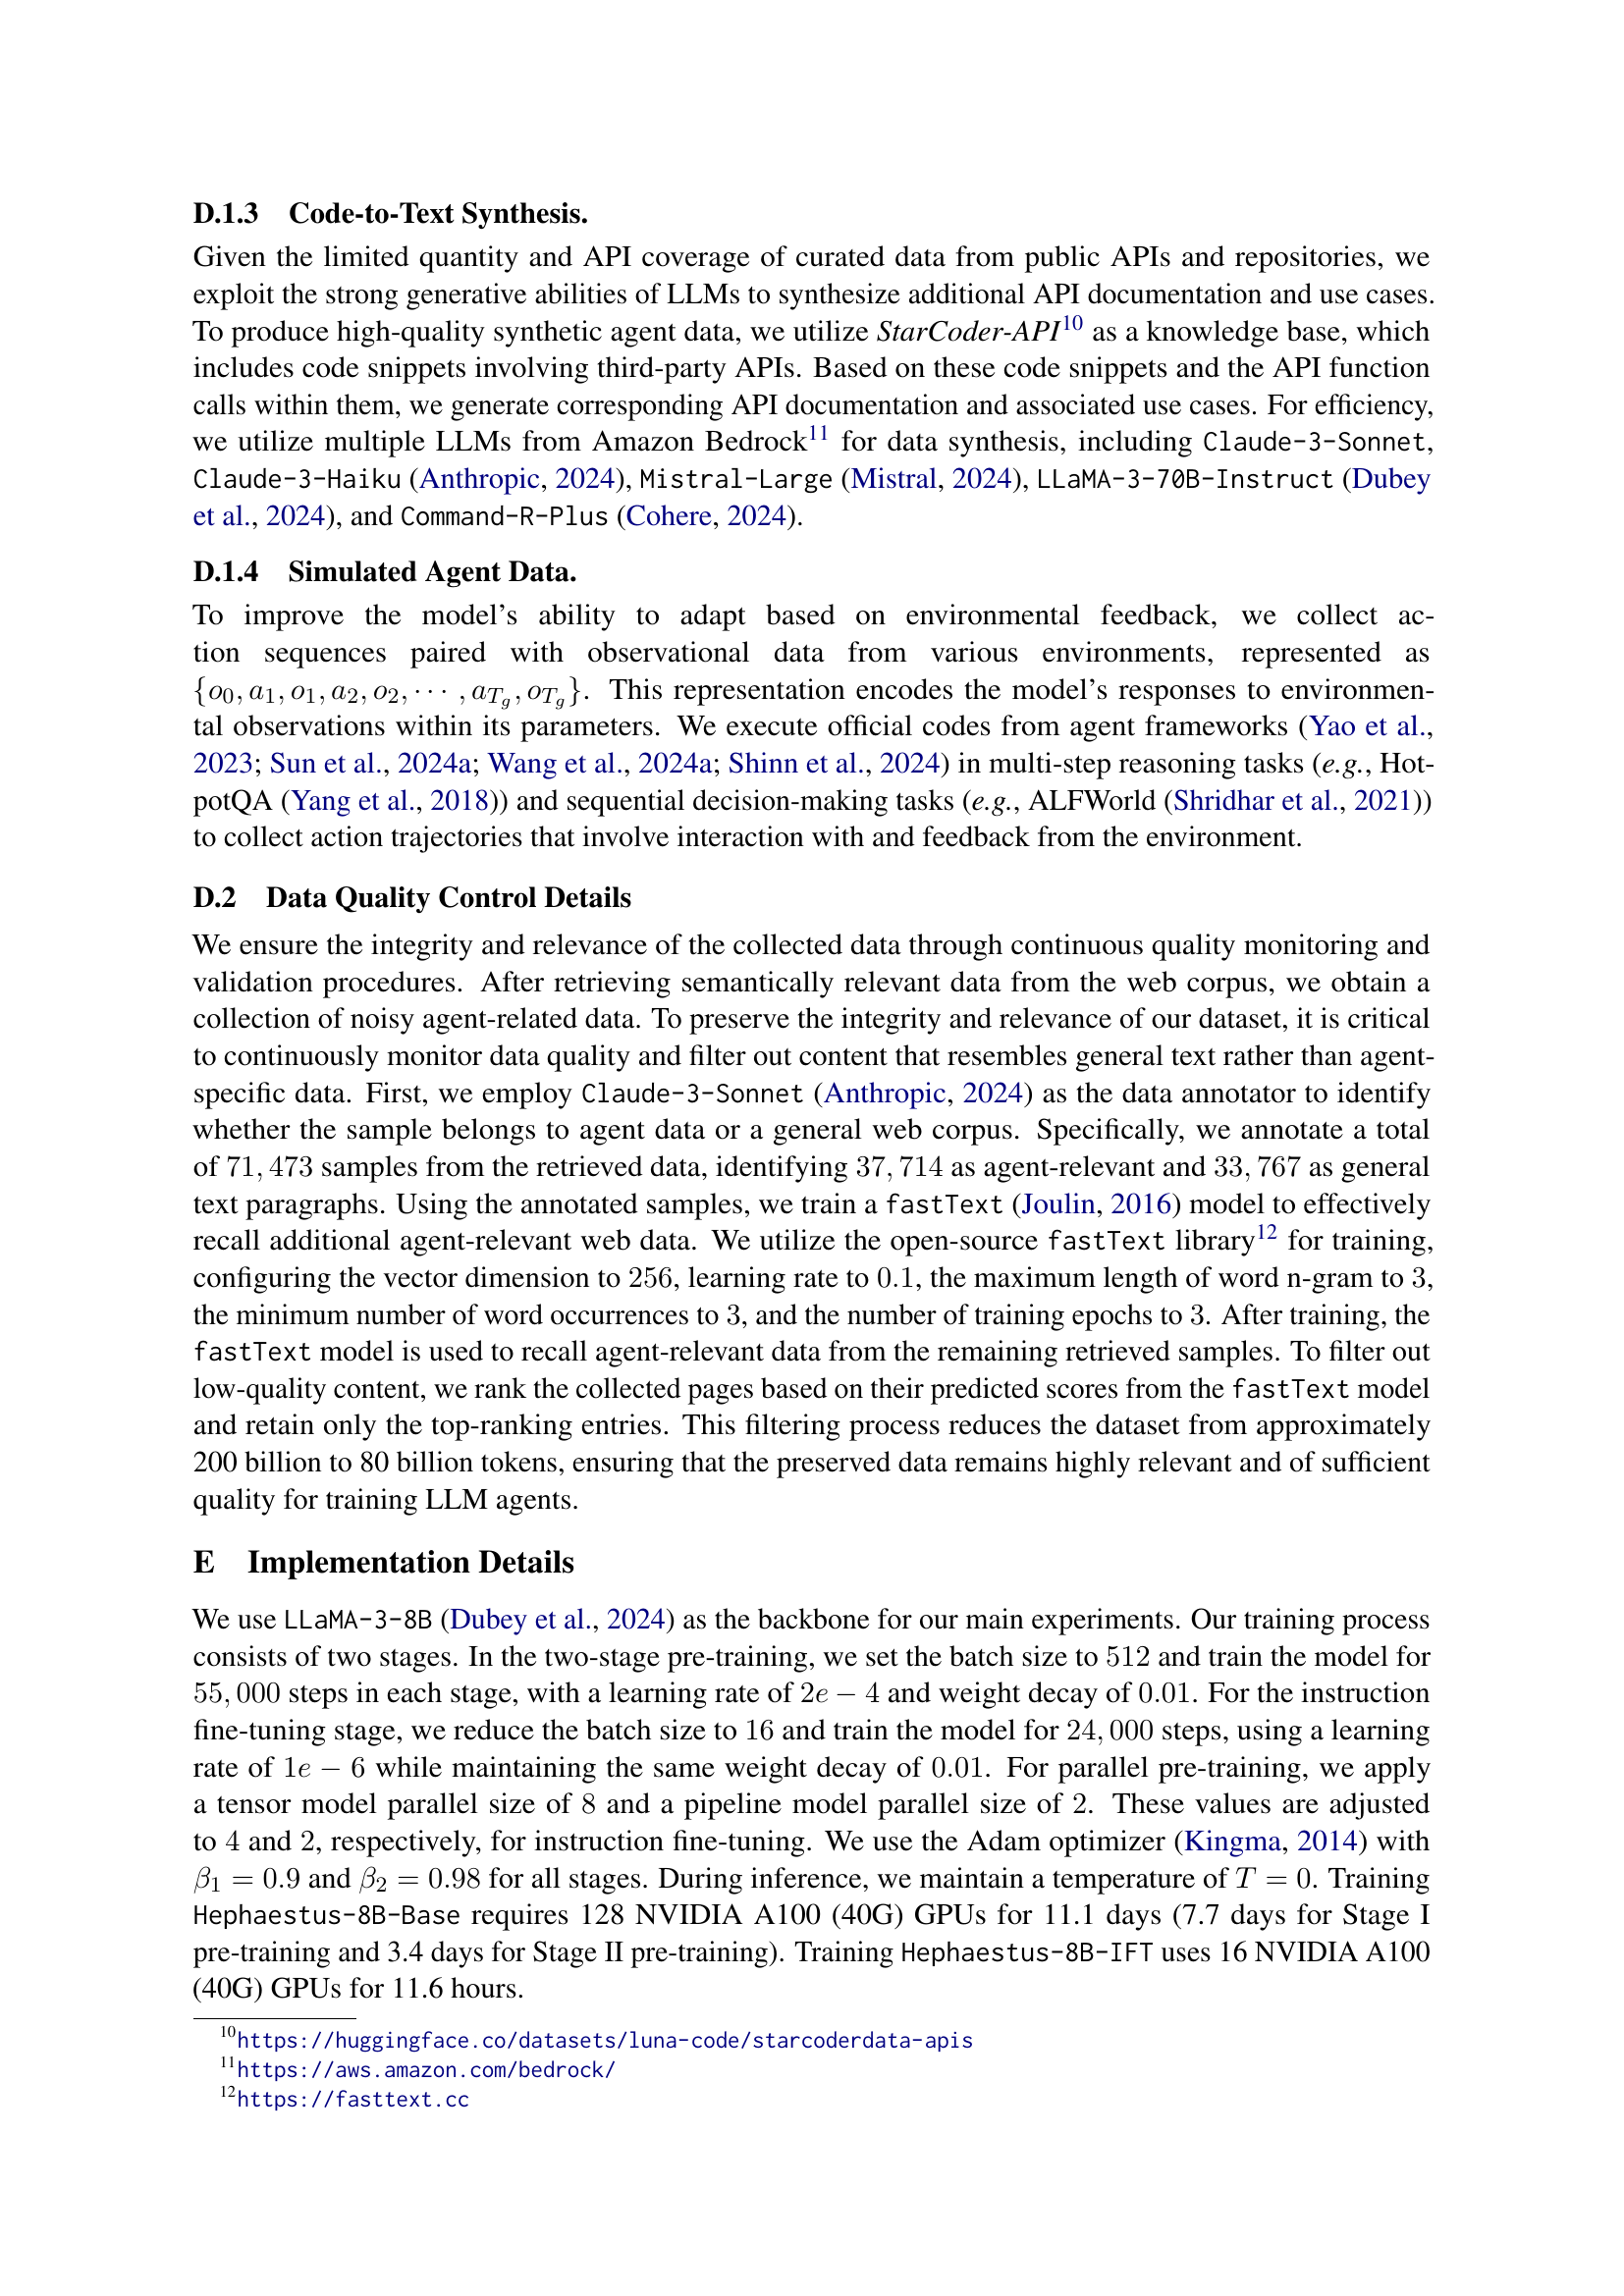 D.1.3 Code-to-Text Synthesis.
Given the limited quantity and API coverage of curated data from public APIs and repositories, we
exploit the strong generative abilities of LLMs to synthesize additional API documentation and use cases.
To produce high-quality synthetic agent data, we utilize StarCoder-API10 as a knowledge base, which
includes code snippets involving third-party APIs. Based on these code snippets and the API function
calls within them, we generate corresponding API documentation and associated use cases. For efficiency,
we utilize multiple LLMs from Amazon Bedrock11 for data synthesis, including Claude-3-Sonnet,
Claude-3-Haiku (Anthropic, 2024), Mistral-Large (Mistral, 2024), LLaMA-3-70B-Instruct (Dubey
et al., 2024), and Command-R-Plus (Cohere, 2024).
D.1.4 Simulated Agent Data.
To improve the model's ability to adapt based on environmental feedback, we collect ac-
tion sequences paired with observational data from various environments, represented as
{o0, a1, o1, a2, o2, · · · , aTg, oTg}. This representation encodes the model's responses to environmen-
tal observations within its parameters. We execute official codes from agent frameworks (Yao et al.,
2023; Sun et al., 2024a; Wang et al., 2024a; Shinn et al., 2024) in multi-step reasoning tasks (e.g., Hot-
potQA (Yang et al., 2018)) and sequential decision-making tasks (e.g., ALFWorld (Shridhar et al., 2021))
to collect action trajectories that involve interaction with and feedback from the environment.
D.2 Data Quality Control Details
We ensure the integrity and relevance of the collected data through continuous quality monitoring and
validation procedures. After retrieving semantically relevant data from the web corpus, we obtain a
collection of noisy agent-related data. To preserve the integrity and relevance of our dataset, it is critical
to continuously monitor data quality and filter out content that resembles general text rather than agent-
specific data. First, we employ Claude-3-Sonnet (Anthropic, 2024) as the data annotator to identify
whether the sample belongs to agent data or a general web corpus. Specifically, we annotate a total
of 71, 473 samples from the retrieved data, identifying 37, 714 as agent-relevant and 33, 767 as general
text paragraphs. Using the annotated samples, we train a fastText (Joulin, 2016) model to effectively
recall additional agent-relevant web data. We utilize the open-source fastText library12 for training,
configuring the vector dimension to 256, learning rate to 0.1, the maximum length of word n-gram to 3,
the minimum number of word occurrences to 3, and the number of training epochs to 3. After training, the
fastText model is used to recall agent-relevant data from the remaining retrieved samples. To filter out
low-quality content, we rank the collected pages based on their predicted scores from the fastText model
and retain only the top-ranking entries. This filtering process reduces the dataset from approximately
200 billion to 80 billion tokens, ensuring that the preserved data remains highly relevant and of sufficient
quality for training LLM agents.
E Implementation Details
We use LLaMA-3-8B (Dubey et al., 2024) as the backbone for our main experiments. Our training process
consists of two stages. In the two-stage pre-training, we set the batch size to 512 and train the model for
55, 000 steps in each stage, with a learning rate of 2e − 4 and weight decay of 0.01. For the instruction
fine-tuning stage, we reduce the batch size to 16 and train the model for 24, 000 steps, using a learning
rate of 1e − 6 while maintaining the same weight decay of 0.01. For parallel pre-training, we apply
a tensor model parallel size of 8 and a pipeline model parallel size of 2. These values are adjusted
to 4 and 2, respectively, for instruction fine-tuning. We use the Adam optimizer (Kingma, 2014) with
β1 = 0.9 and β2 = 0.98 for all stages. During inference, we maintain a temperature of T = 0. Training
Hephaestus-8B-Base requires 128 NVIDIA A100 (40G) GPUs for 11.1 days (7.7 days for Stage I
pre-training and 3.4 days for Stage II pre-training). Training Hephaestus-8B-IFT uses 16 NVIDIA A100
(40G) GPUs for 11.6 hours.
10https://huggingface.co/datasets/luna-code/starcoderdata-apis
11https://aws.amazon.com/bedrock/
12https://fasttext.cc